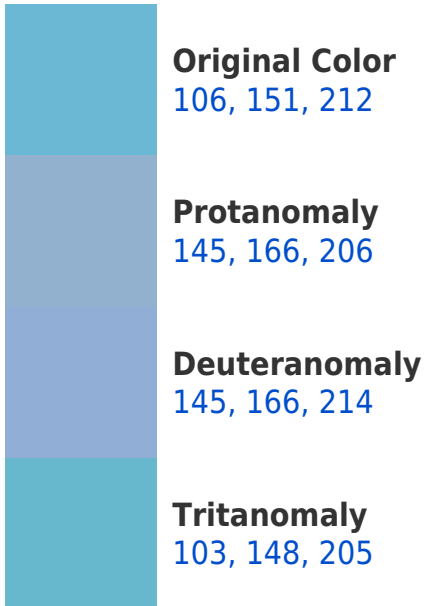 Original Color
106, 151, 212
Protanomaly
145, 166, 206
Deuteranomaly
145, 166, 214
Tritanomaly
103, 148, 205